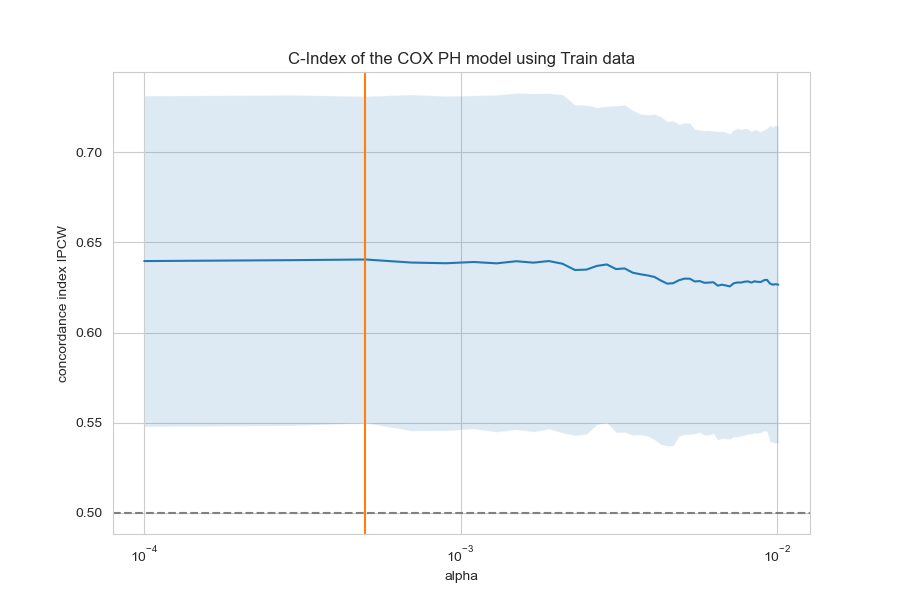 C-Index of the COX PH model using Train data
concordance index IPCW
0.70
0.65
0.60
0.55
0.50
10⁻⁴
10⁻³
10⁻²
alpha